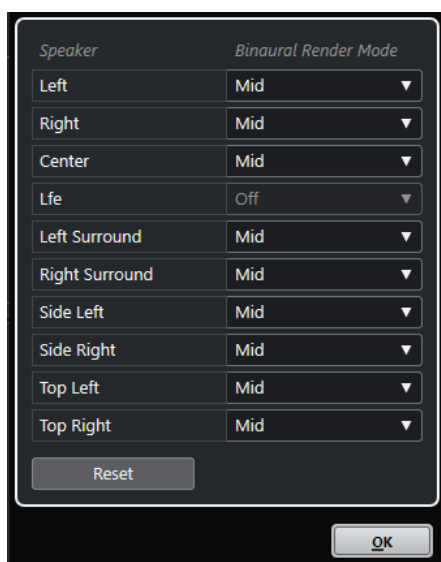 Speaker Binaural Render Mode
Left Mid
Right Mid
Center Mid
Lfe Off
Left Surround Mid
Right Surround Mid
Side Left Mid
Side Right Mid
Top Left Mid
Top Right Mid
Reset
OK